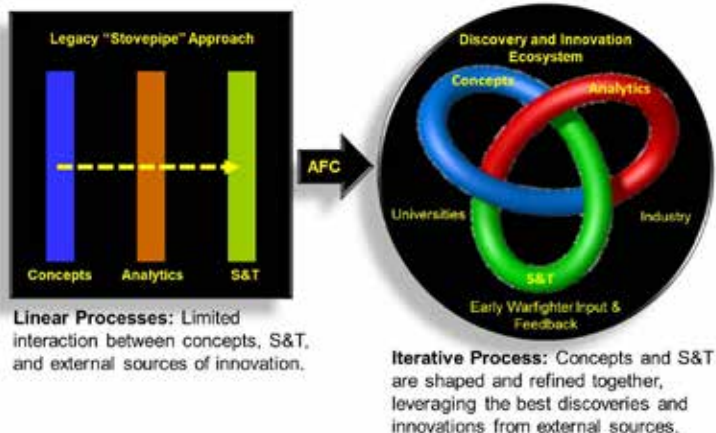 Legacy "Stovepipe" Approach
Concepts
Analytics
S&T
Linear Processes: Limited
interaction between concepts, S&T,
and external sources of innovation.
AFC
Discovery and Innovation
Ecosystem
Concepts
Analytics
Universities
Industry
S&T
Early Warfighter Input &
Feedback
Iterative Process: Concepts and S&T
are shaped and refined together,
leveraging the best discoveries and
innovations from external sources.